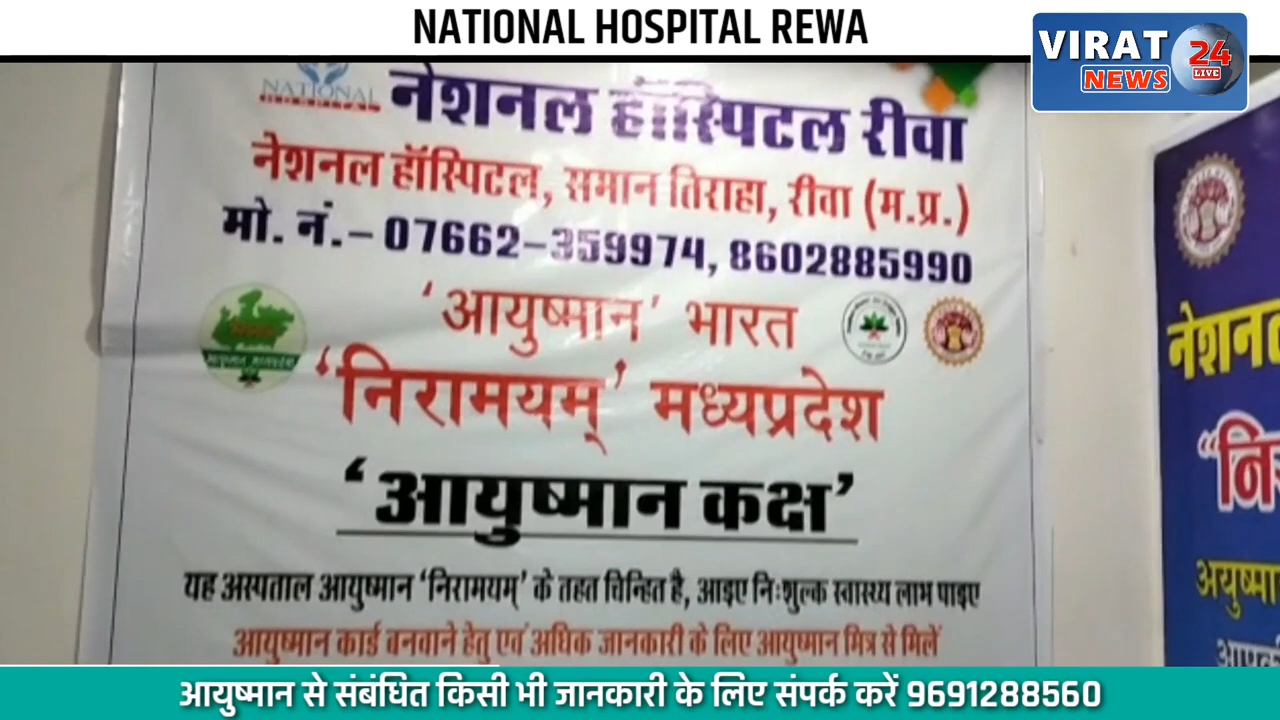 NATIONAL HOSPITAL REWA
VIRAT
NEWS
24
LIVE
NATIONAL
HOSPITAL
नेशनल हॉस्पिटल रीवा
नेशनल हॉस्पिटल, समान तिराहा, रीवा (म.प्र.)
मो. नं.– 07662–359974, 8602885990
‘आयुष्मान’ भारत
‘निरामयम्’ मध्यप्रदेश
‘आयुष्मान कक्ष’
यह अस्पताल आयुष्मान ‘निरामयम्’ के तहत चिन्हित है, आइए निःशुल्क स्वास्थ्य लाभ पाइए
आयुष्मान कार्ड बनवाने हेतु एवं अधिक जानकारी के लिए आयुष्मान मित्र से मिलें
आयुष्मान से संबंधित किसी भी जानकारी के लिए संपर्क करें 9691288560